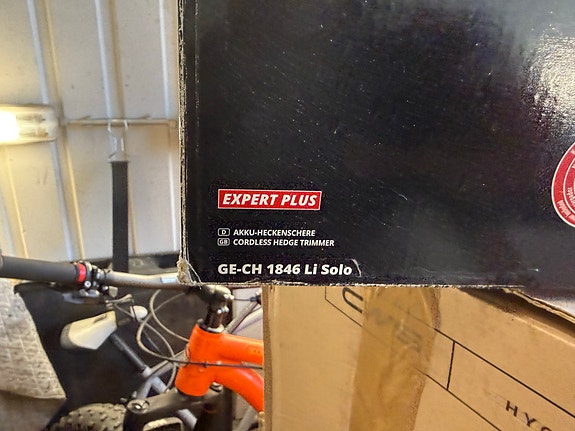 EXPERT PLUS
D AKKU-HECKENSCHERE
GB CORDLESS HEDGE TRIMMER
GE-CH 1846 Li Solo